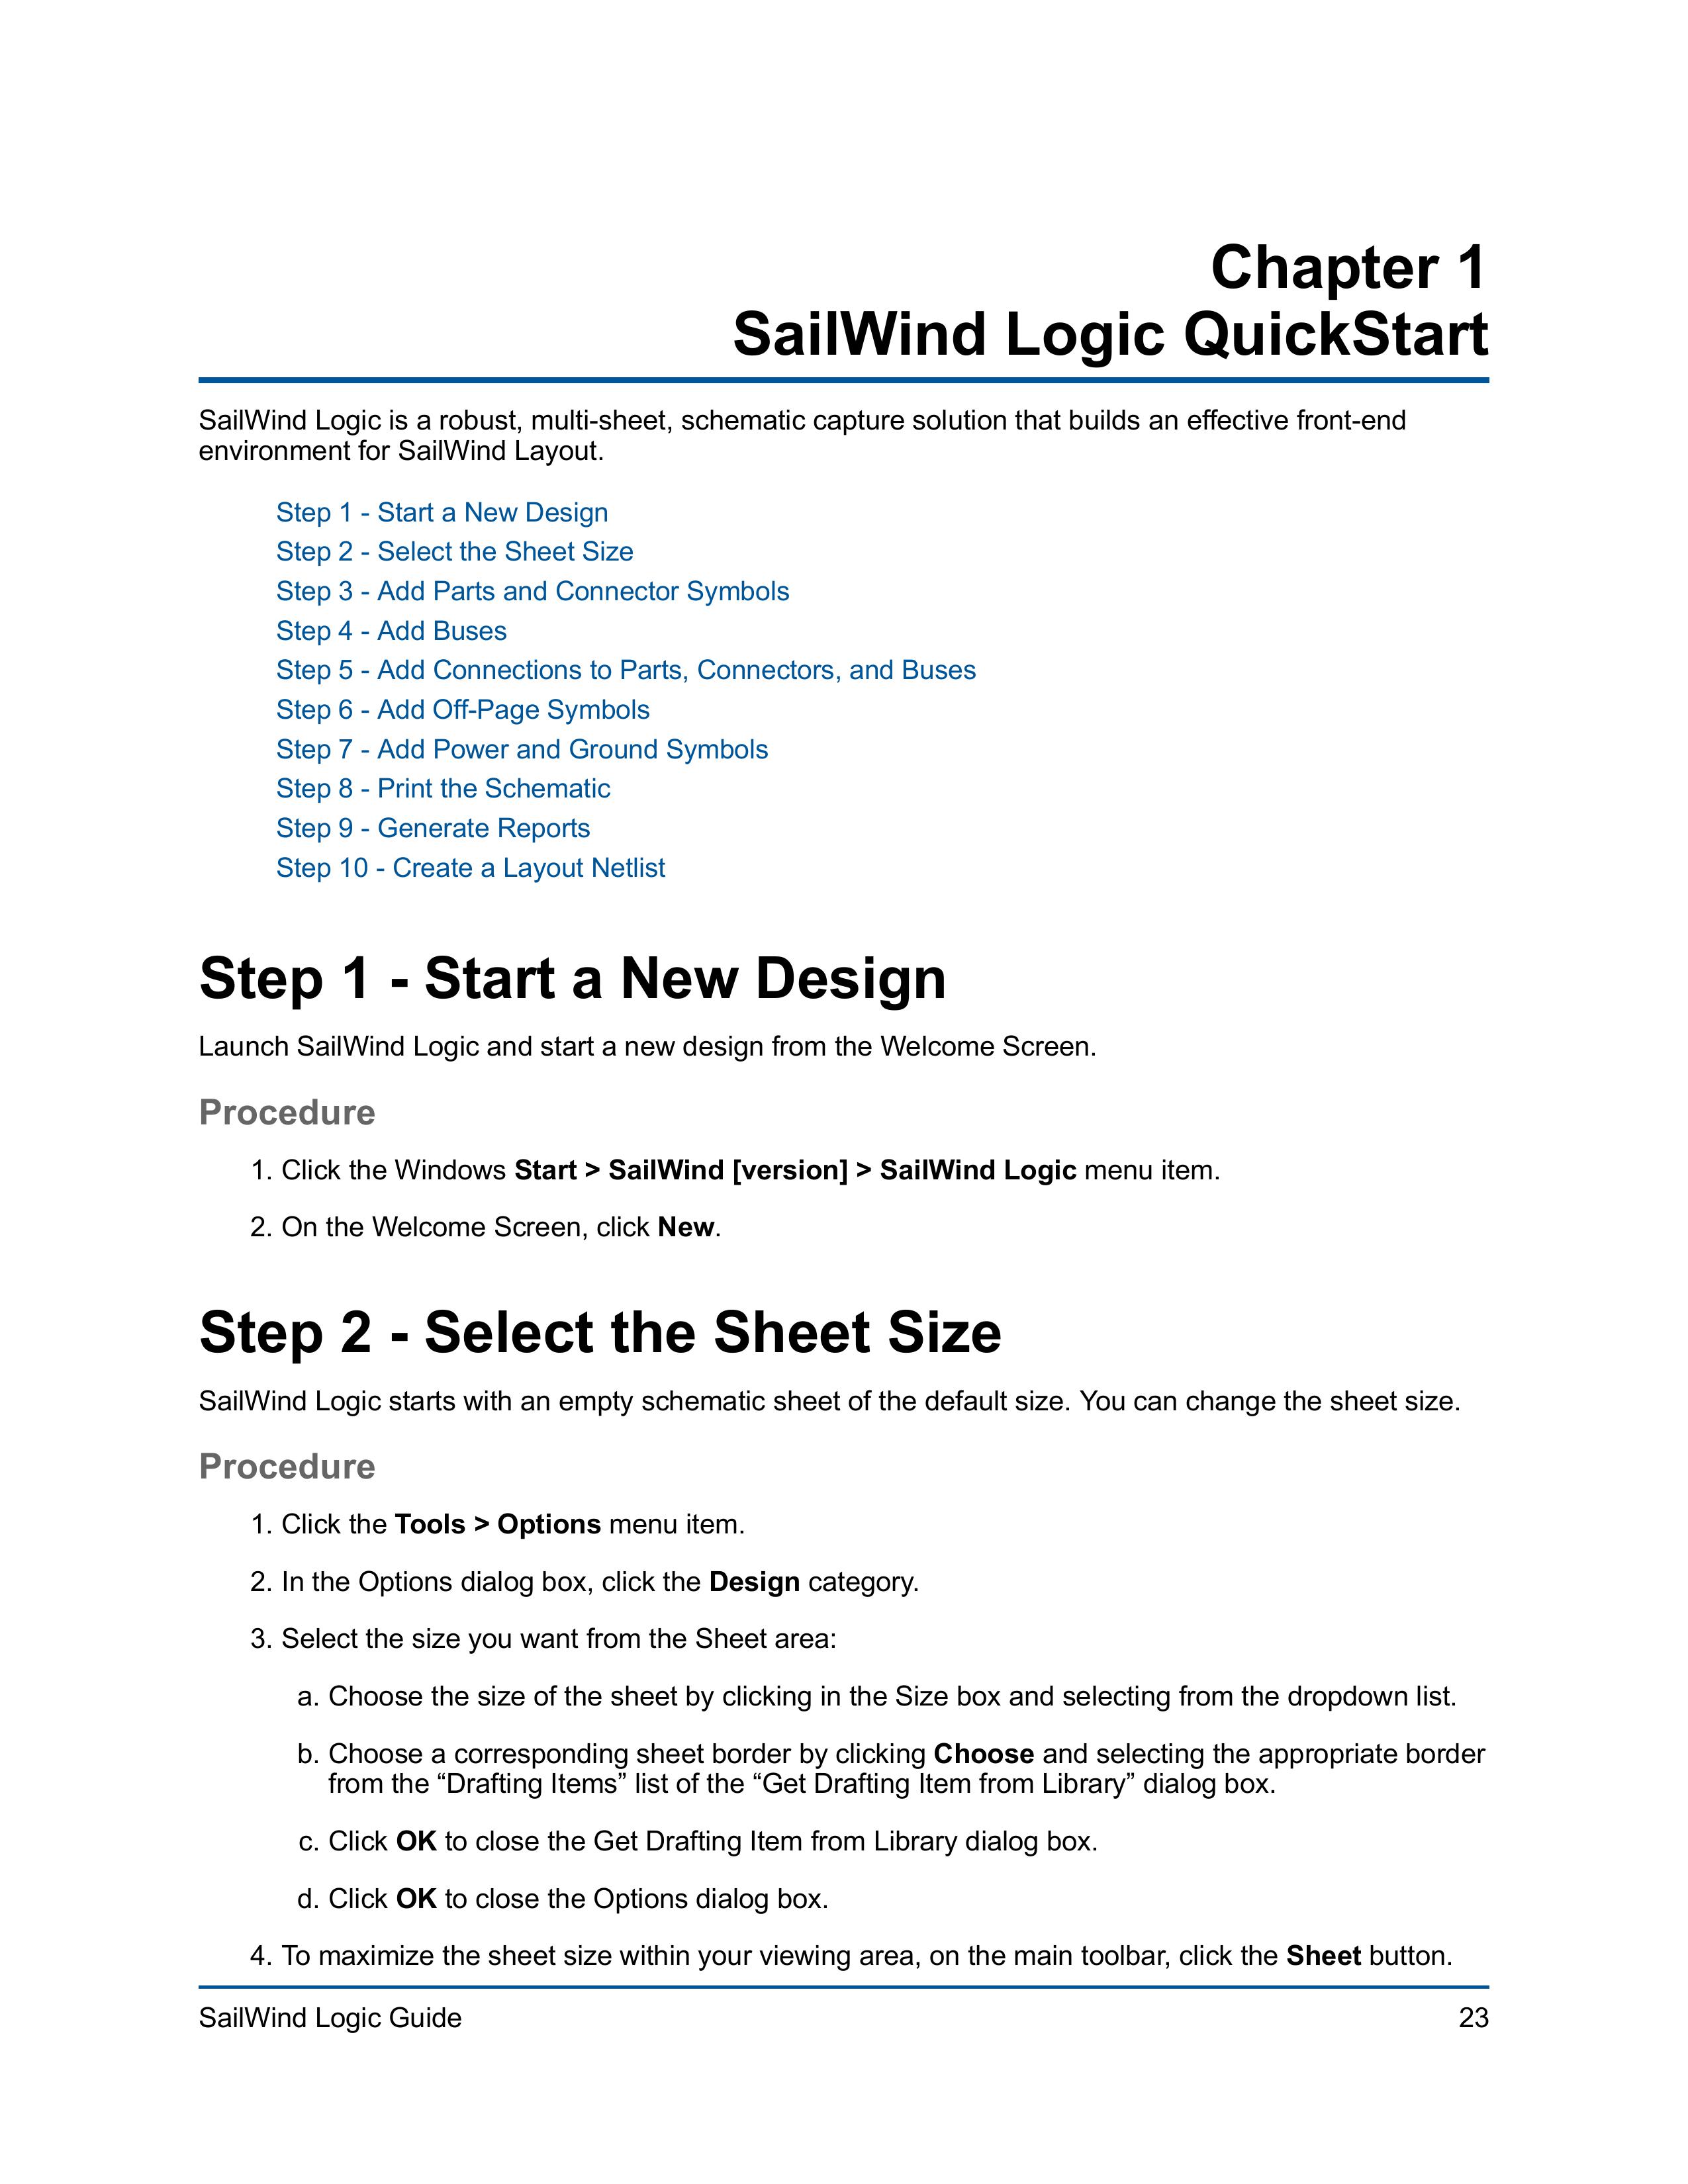 Chapter 1
SailWind Logic QuickStart
SailWind Logic is a robust, multi-sheet, schematic capture solution that builds an effective front-end
environment for SailWind Layout.
Step 1 - Start a New Design
Step 2 - Select the Sheet Size
Step 3 - Add Parts and Connector Symbols
Step 4 - Add Buses
Step 5 - Add Connections to Parts, Connectors, and Buses
Step 6 - Add Off-Page Symbols
Step 7 - Add Power and Ground Symbols
Step 8 - Print the Schematic
Step 9 - Generate Reports
Step 10 - Create a Layout Netlist
Step 1 - Start a New Design
Launch SailWind Logic and start a new design from the Welcome Screen.
Procedure
1. Click the Windows Start > SailWind [version] > SailWind Logic menu item.
2. On the Welcome Screen, click New.
Step 2 - Select the Sheet Size
SailWind Logic starts with an empty schematic sheet of the default size. You can change the sheet size.
Procedure
1. Click the Tools > Options menu item.
2. In the Options dialog box, click the Design category.
3. Select the size you want from the Sheet area:
a. Choose the size of the sheet by clicking in the Size box and selecting from the dropdown list.
b. Choose a corresponding sheet border by clicking Choose and selecting the appropriate border
from the “Drafting Items” list of the “Get Drafting Item from Library” dialog box.
c. Click OK to close the Get Drafting Item from Library dialog box.
d. Click OK to close the Options dialog box.
4. To maximize the sheet size within your viewing area, on the main toolbar, click the Sheet button.
SailWind Logic Guide 23